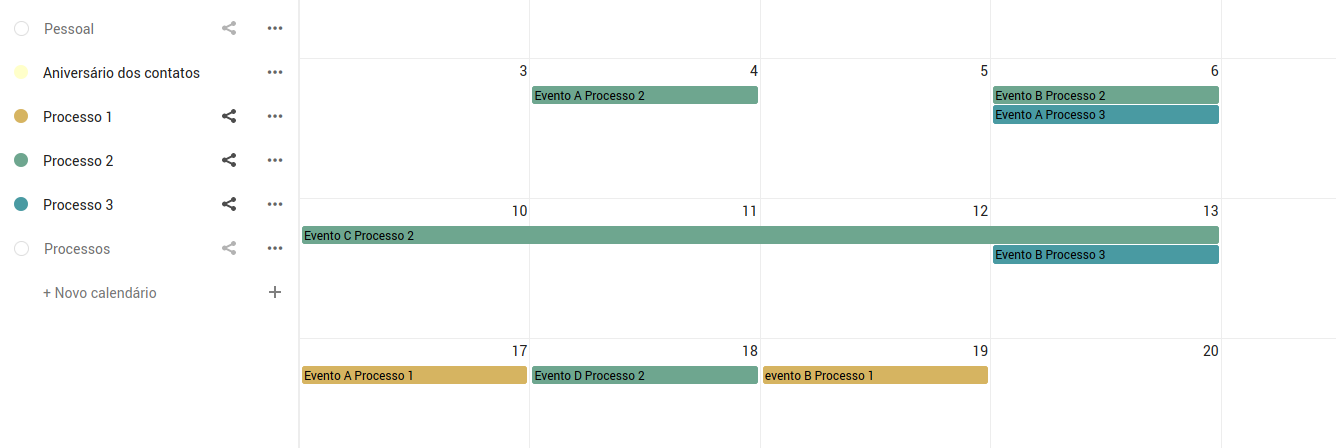 Pessoal
Aniversário dos contatos
Processo 1
Processo 2
Processo 3
Processos
+ Novo calendário
3 4 5 6
Evento A Processo 2 Evento B Processo 2
Evento A Processo 3
10 11 12 13
Evento C Processo 2
Evento B Processo 3
17 18 19 20
Evento A Processo 1 Evento D Processo 2 evento B Processo 1